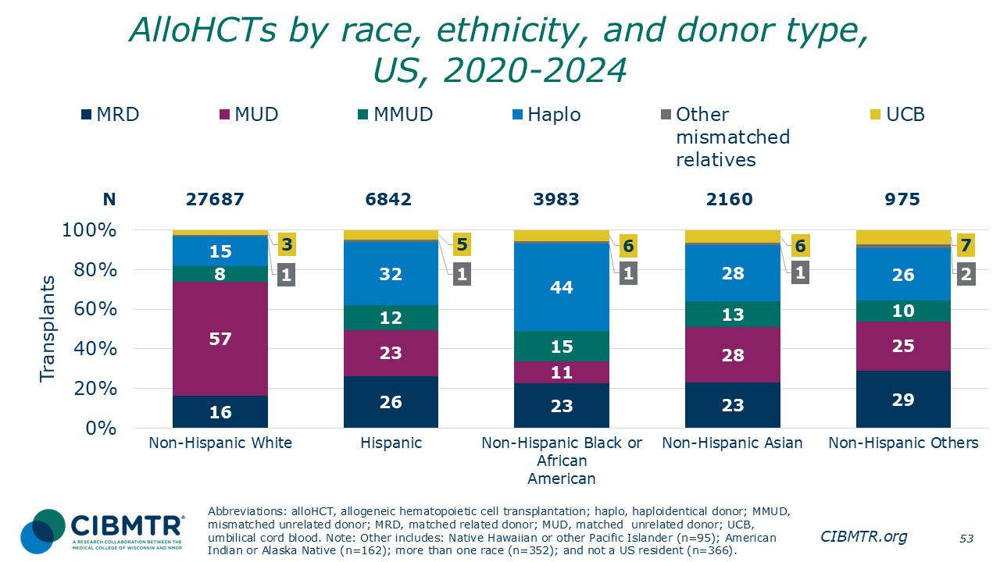 AlloHCTs by race, ethnicity, and donor type,
US, 2020-2024
MRD MUD MMUD Haplo Other mismatched relatives UCB
N 27687 6842 3983 2160 975
Transplants
100%
80%
60%
40%
20%
0%
3
1
15
8
57
16
5
1
32
12
23
26
6
1
44
15
11
23
6
1
28
13
28
23
7
2
26
10
25
29
Non-Hispanic White
Hispanic
Non-Hispanic Black or
African
American
Non-Hispanic Asian
Non-Hispanic Others
CIBMTR®
A RESEARCH COLLABORATION BETWEEN THE
MEDICAL COLLEGE OF WISCONSIN AND NMDP
Abbreviations: alloHCT, allogeneic hematopoietic cell transplantation; haplo, haploidentical donor; MMUD,
mismatched unrelated donor; MRD, matched related donor; MUD, matched unrelated donor; UCB,
umbilical cord blood. Note: Other includes: Native Hawaiian or other Pacific Islander (n=95); American
Indian or Alaska Native (n=162); more than one race (n=352); and not a US resident (n=366).
CIBMTR.org
53